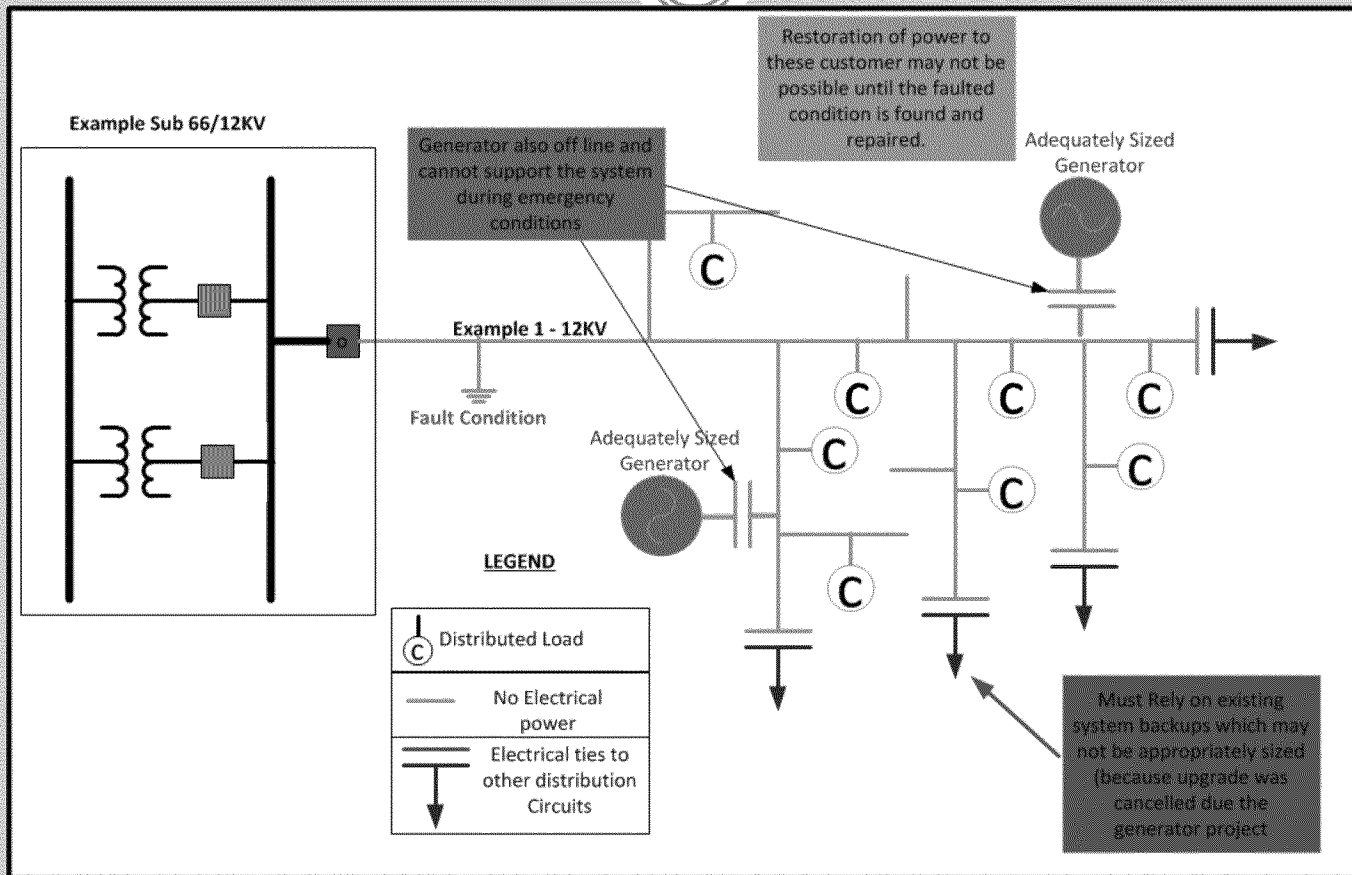 Restoration of power to
these customer may not be
possible until the faulted
condition is found and
repaired.
Example Sub 66/12KV
Generator also off line and
cannot support the system
during emergency
conditions
Adequately Sized
Generator
C
Example 1 - 12KV
O
Fault Condition
C
C
C
Adequately Sized
Generator
C
C
C
C
LEGEND
C Distributed Load
No Electrical
power
Electrical ties to
other distribution
Circuits
Must Rely on existing
system backups which may
not be appropriately sized
(because upgrade was
cancelled due the
generator project